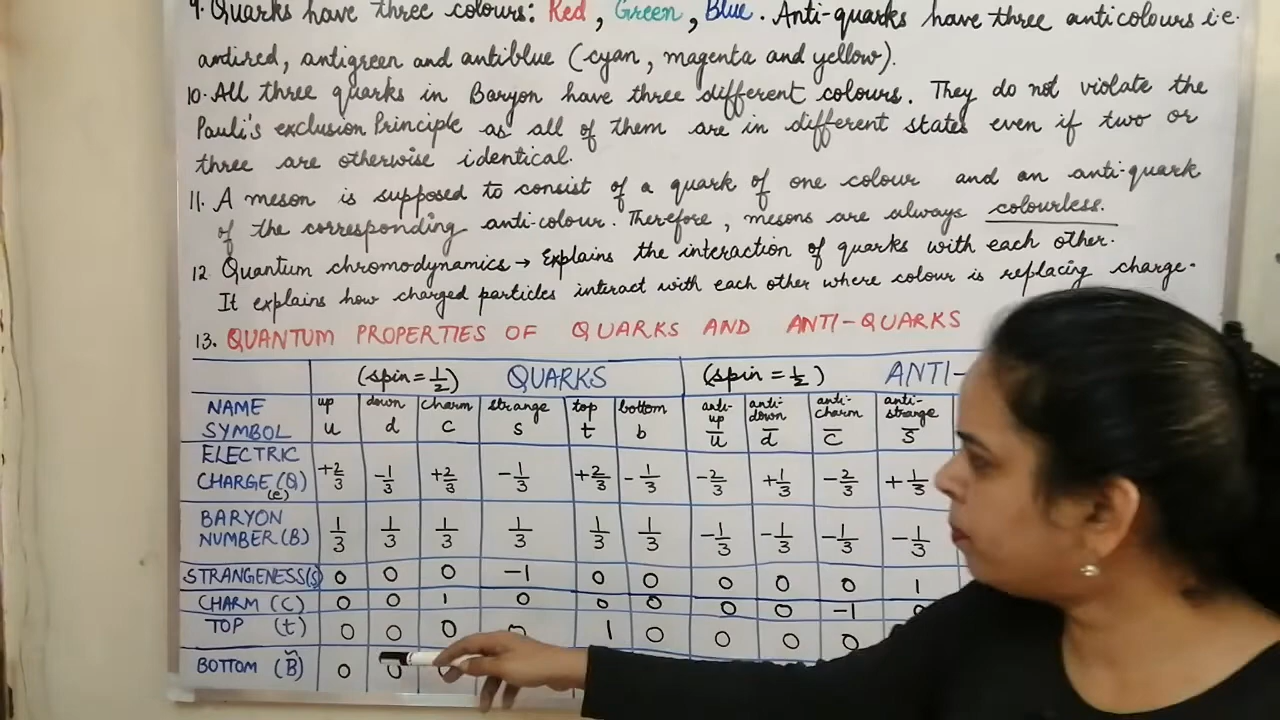 9. Quarks have three colours: Red, Green, Blue. Anti-quarks have three anticolours i.e.
antired, antigreen and antiblue (cyan, magenta and yellow).
10. All three quarks in Baryon have three different colours. They do not violate the
Pauli's exclusion Principle as all of them are in different states even if two or
three are otherwise identical.
11. A meson is supposed to consist of a quark of one colour and an anti-quark
of the corresponding anti-colour. Therefore, mesons are always colourless.
12 Quantum chromodynamics → Explains the interaction of quarks with each other.
It explains how charged particles interact with each other where colour is replacing charge.
13. QUANTUM PROPERTIES OF QUARKS AND ANTI-QUARKS
(spin = 1/2) QUARKS (spin = 1/2) ANTI-
NAME up down charm strange top bottom anti-up anti-down anti-charm anti-strange
SYMBOL u d c s t b u̅ d̅ c̅ s̅
ELECTRIC CHARGE (Q) (e) +2/3 -1/3 +2/3 -1/3 +2/3 -1/3 -2/3 +1/3 -2/3 +1/3
BARYON NUMBER (B) 1/3 1/3 1/3 1/3 1/3 1/3 -1/3 -1/3 -1/3 -1/3
STRANGENESS(S) 0 0 0 -1 0 0 0 0 0 1
CHARM (C) 0 0 1 0 0 0 0 0 -1 0
TOP (t) 0 0 0 0 1 0 0 0 0
BOTTOM (B̃) 0 0